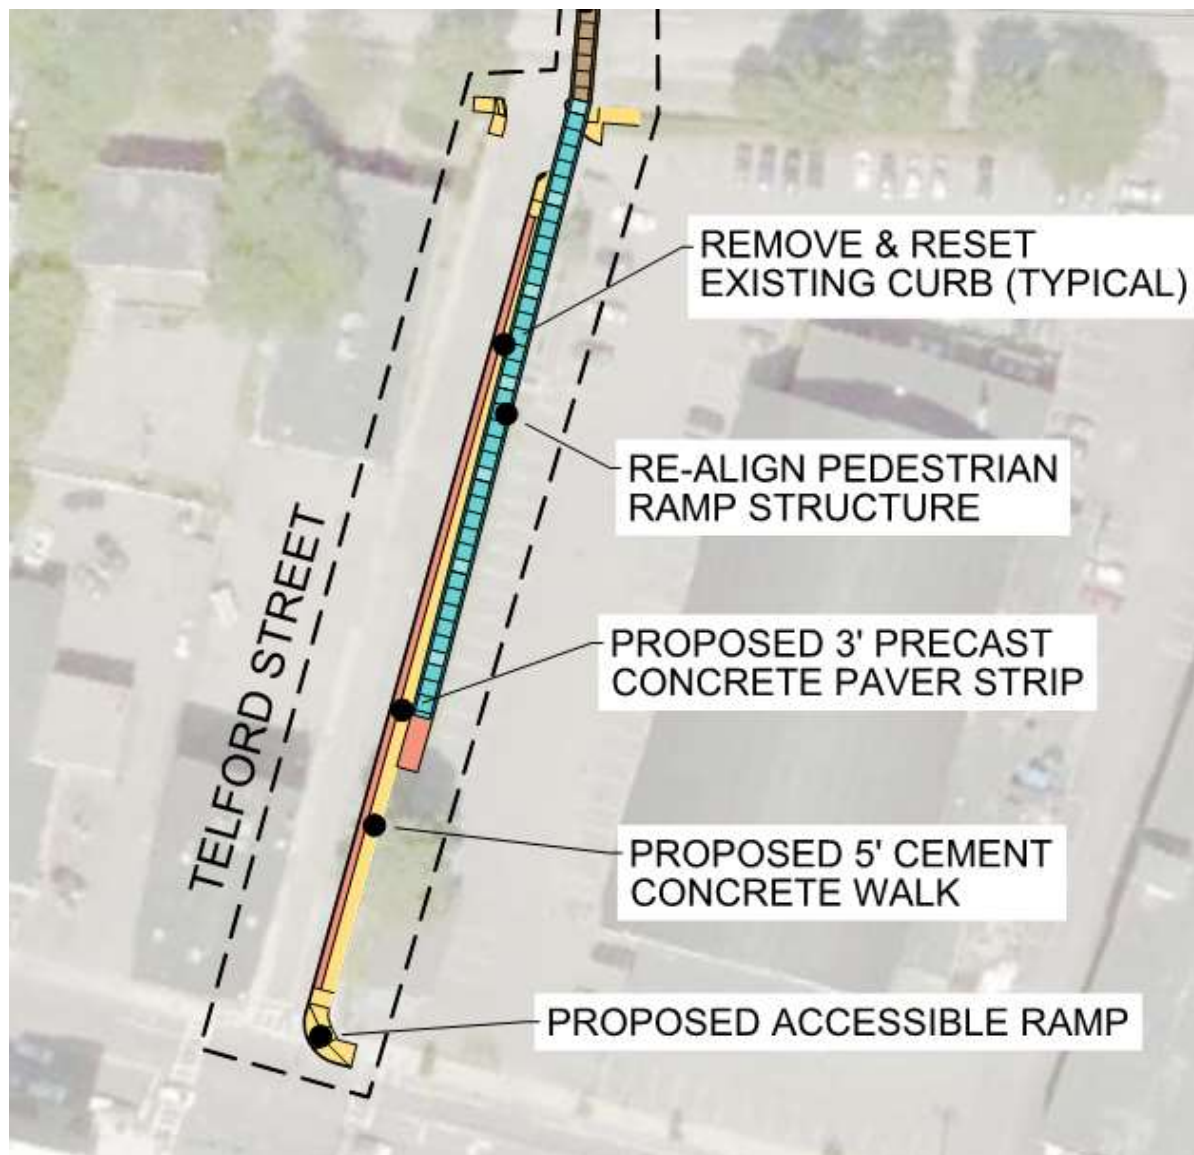 REMOVE & RESET
EXISTING CURB (TYPICAL)
RE-ALIGN PEDESTRIAN
RAMP STRUCTURE
TELFORD STREET
PROPOSED 3' PRECAST
CONCRETE PAVER STRIP
PROPOSED 5' CEMENT
CONCRETE WALK
PROPOSED ACCESSIBLE RAMP